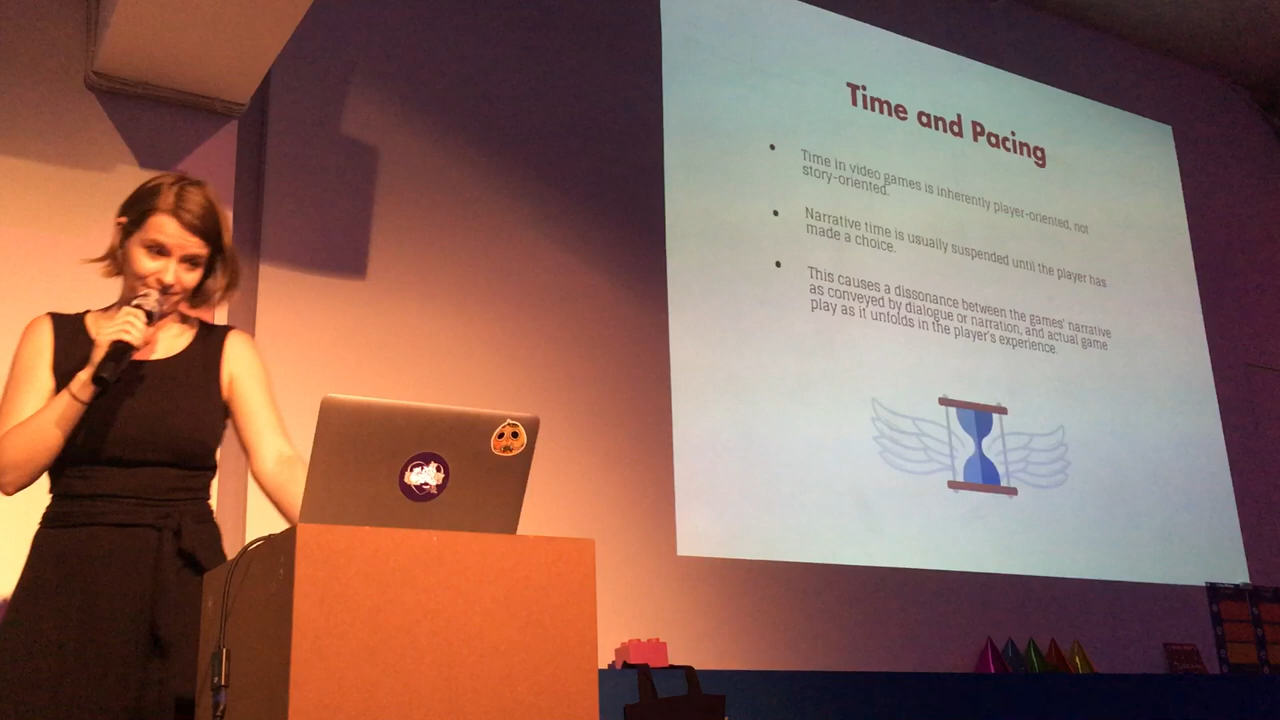 Time and Pacing
• Time in video games is inherently player-oriented, not
story-oriented.
• Narrative time is usually suspended until the player has
made a choice.
• This causes a dissonance between the games' narrative
as conveyed by dialogue or narration, and actual game
play as it unfolds in the player's experience.